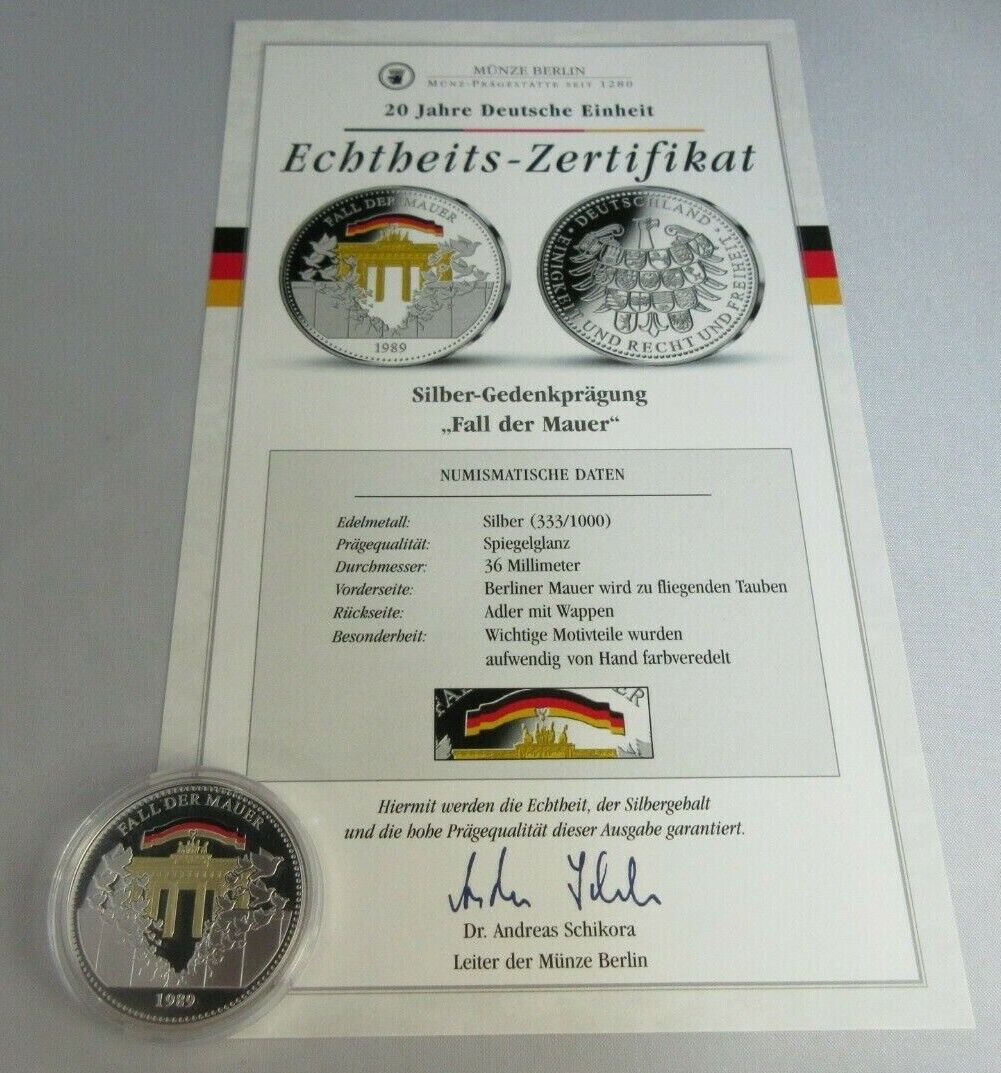 MÜNZE BERLIN
MÜNZ-PRÄGESTÄTTE SEIT 1280
20 Jahre Deutsche Einheit
Echtheits-Zertifikat
FALL DER MAUER
1989
· DEUTSCHLAND ·
EINIGKEIT UND RECHT UND FREIHEIT
Silber-Gedenkprägung
„Fall der Mauer“
NUMISMATISCHE DATEN
Edelmetall: Silber (333/1000)
Prägequalität: Spiegelglanz
Durchmesser: 36 Millimeter
Vorderseite: Berliner Mauer wird zu fliegenden Tauben
Rückseite: Adler mit Wappen
Besonderheit: Wichtige Motivteile wurden
aufwendig von Hand farbveredelt
Hiermit werden die Echtheit, der Silbergehalt
und die hohe Prägequalität dieser Ausgabe garantiert.
Dr. Andreas Schikora
Leiter der Münze Berlin
FALL DER MAUER
1989